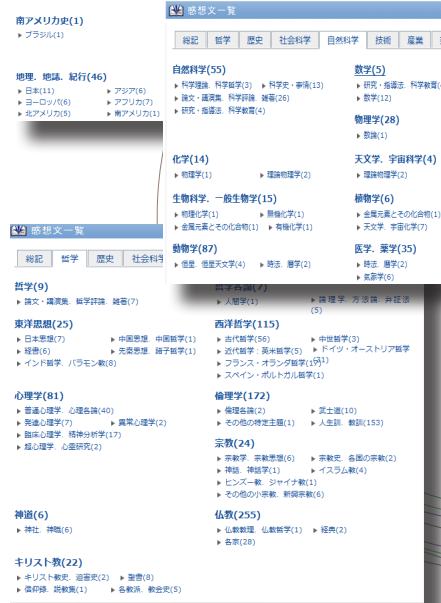 南アメリカ史(1)
ブラジル(1)
地理．地誌．紀行(46)
日本(11)
アジア(6)
ヨーロッパ(6)
アフリカ(7)
北アメリカ(5)
南アメリカ(1)
感想文一覧
総記 哲学 歴史 社会科学 自然科学 技術 産業
自然科学(55)
科学理論．科学哲学(3)
科学史・事情(13)
論文・講演集．科学評論．雑著(26)
研究・指導法．科学教育(4)
数学(5)
研究・指導法．科学教育(4
数学(12)
物理学(28)
数論(1)
化学(14)
物理学(1)
理論物理学(2)
天文学．宇宙科学(4)
理論物理学(2)
生物科学．一般生物学(15)
物理化学(1)
無機化学(1)
金属元素とその化合物(1)
有機化学(1)
植物学(6)
金属元素とその化合物(1)
天文学．宇宙化学(7)
動物学(87)
恒星．恒星天文学(4)
時法．暦学(2)
医学．薬学(35)
時法．暦学(2)
気象学(6)
感想文一覧
総記 哲学 歴史 社会科学
哲学(9)
論文・講演集．哲学評論．雑著(7)
哲学各論(7)
人間学(1)
論理学．方法論．弁証法(5)
東洋思想(25)
日本思想(7)
中国思想．中国哲学(1)
経書(6)
先秦思想．諸子哲学(1)
インド哲学．バラモン教(8)
西洋哲学(115)
古代哲学(56)
中世哲学(3)
近代哲学：英米哲学(5)
ドイツ・オーストリア哲学(31)
フランス・オランダ哲学(17)
スペイン・ポルトガル哲学(1)
心理学(81)
普通心理学．心理各論(40)
発達心理学(7)
異常心理学(2)
臨床心理学．精神分析学(17)
超心理学．心霊研究(2)
倫理学(172)
倫理各論(2)
武士道(10)
その他の特定主題(1)
人生訓．教訓(153)
宗教(24)
宗教学．宗教思想(6)
宗教史．各国の宗教(2)
神話．神話学(1)
イスラム教(4)
ヒンズー教．ジャイナ教(1)
その他の小宗教．新興宗教(6)
神道(6)
神社．神職(6)
仏教(255)
仏教教理．仏教哲学(1)
経典(2)
各宗(28)
キリスト教(22)
キリスト教史．迫害史(2)
聖書(8)
信仰録．説教集(1)
各教派．教会史(5)